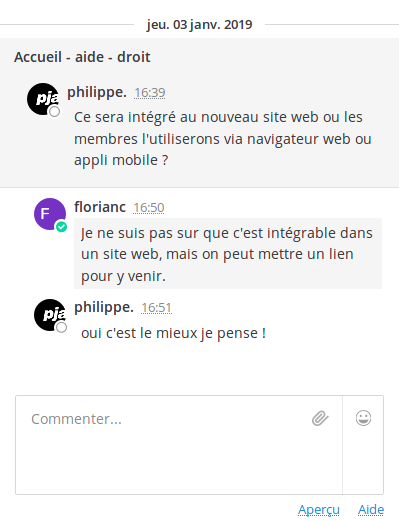 jeu. 03 janv. 2019
Accueil - aide - droit
pja
philippe. 16:39
Ce sera intégré au nouveau site web ou les
membres l'utiliserons via navigateur web ou
appli mobile ?
F
florianc 16:50
Je ne suis pas sur que c'est intégrable dans
un site web, mais on peut mettre un lien
pour y venir.
pja
philippe. 16:51
oui c'est le mieux je pense !
Commenter...
Aperçu Aide